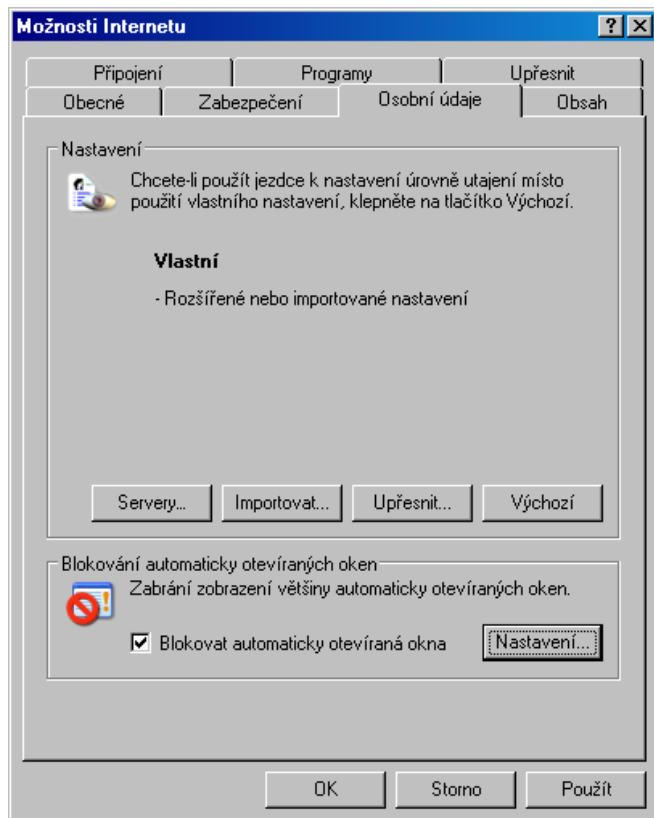 Možnosti Internetu
Připojení Programy Upřesnit
Obecné Zabezpečení Osobní údaje Obsah
Nastavení
Chcete-li použít jezdce k nastavení úrovně utajení místo
použití vlastního nastavení, klepněte na tlačítko Výchozí.
Vlastní
- Rozšířené nebo importované nastavení
Servery... Importovat... Upřesnit... Výchozí
Blokování automaticky otevíraných oken
Zabrání zobrazení většiny automaticky otevíraných oken.
Blokovat automaticky otevíraná okna Nastavení...
OK Storno Použít